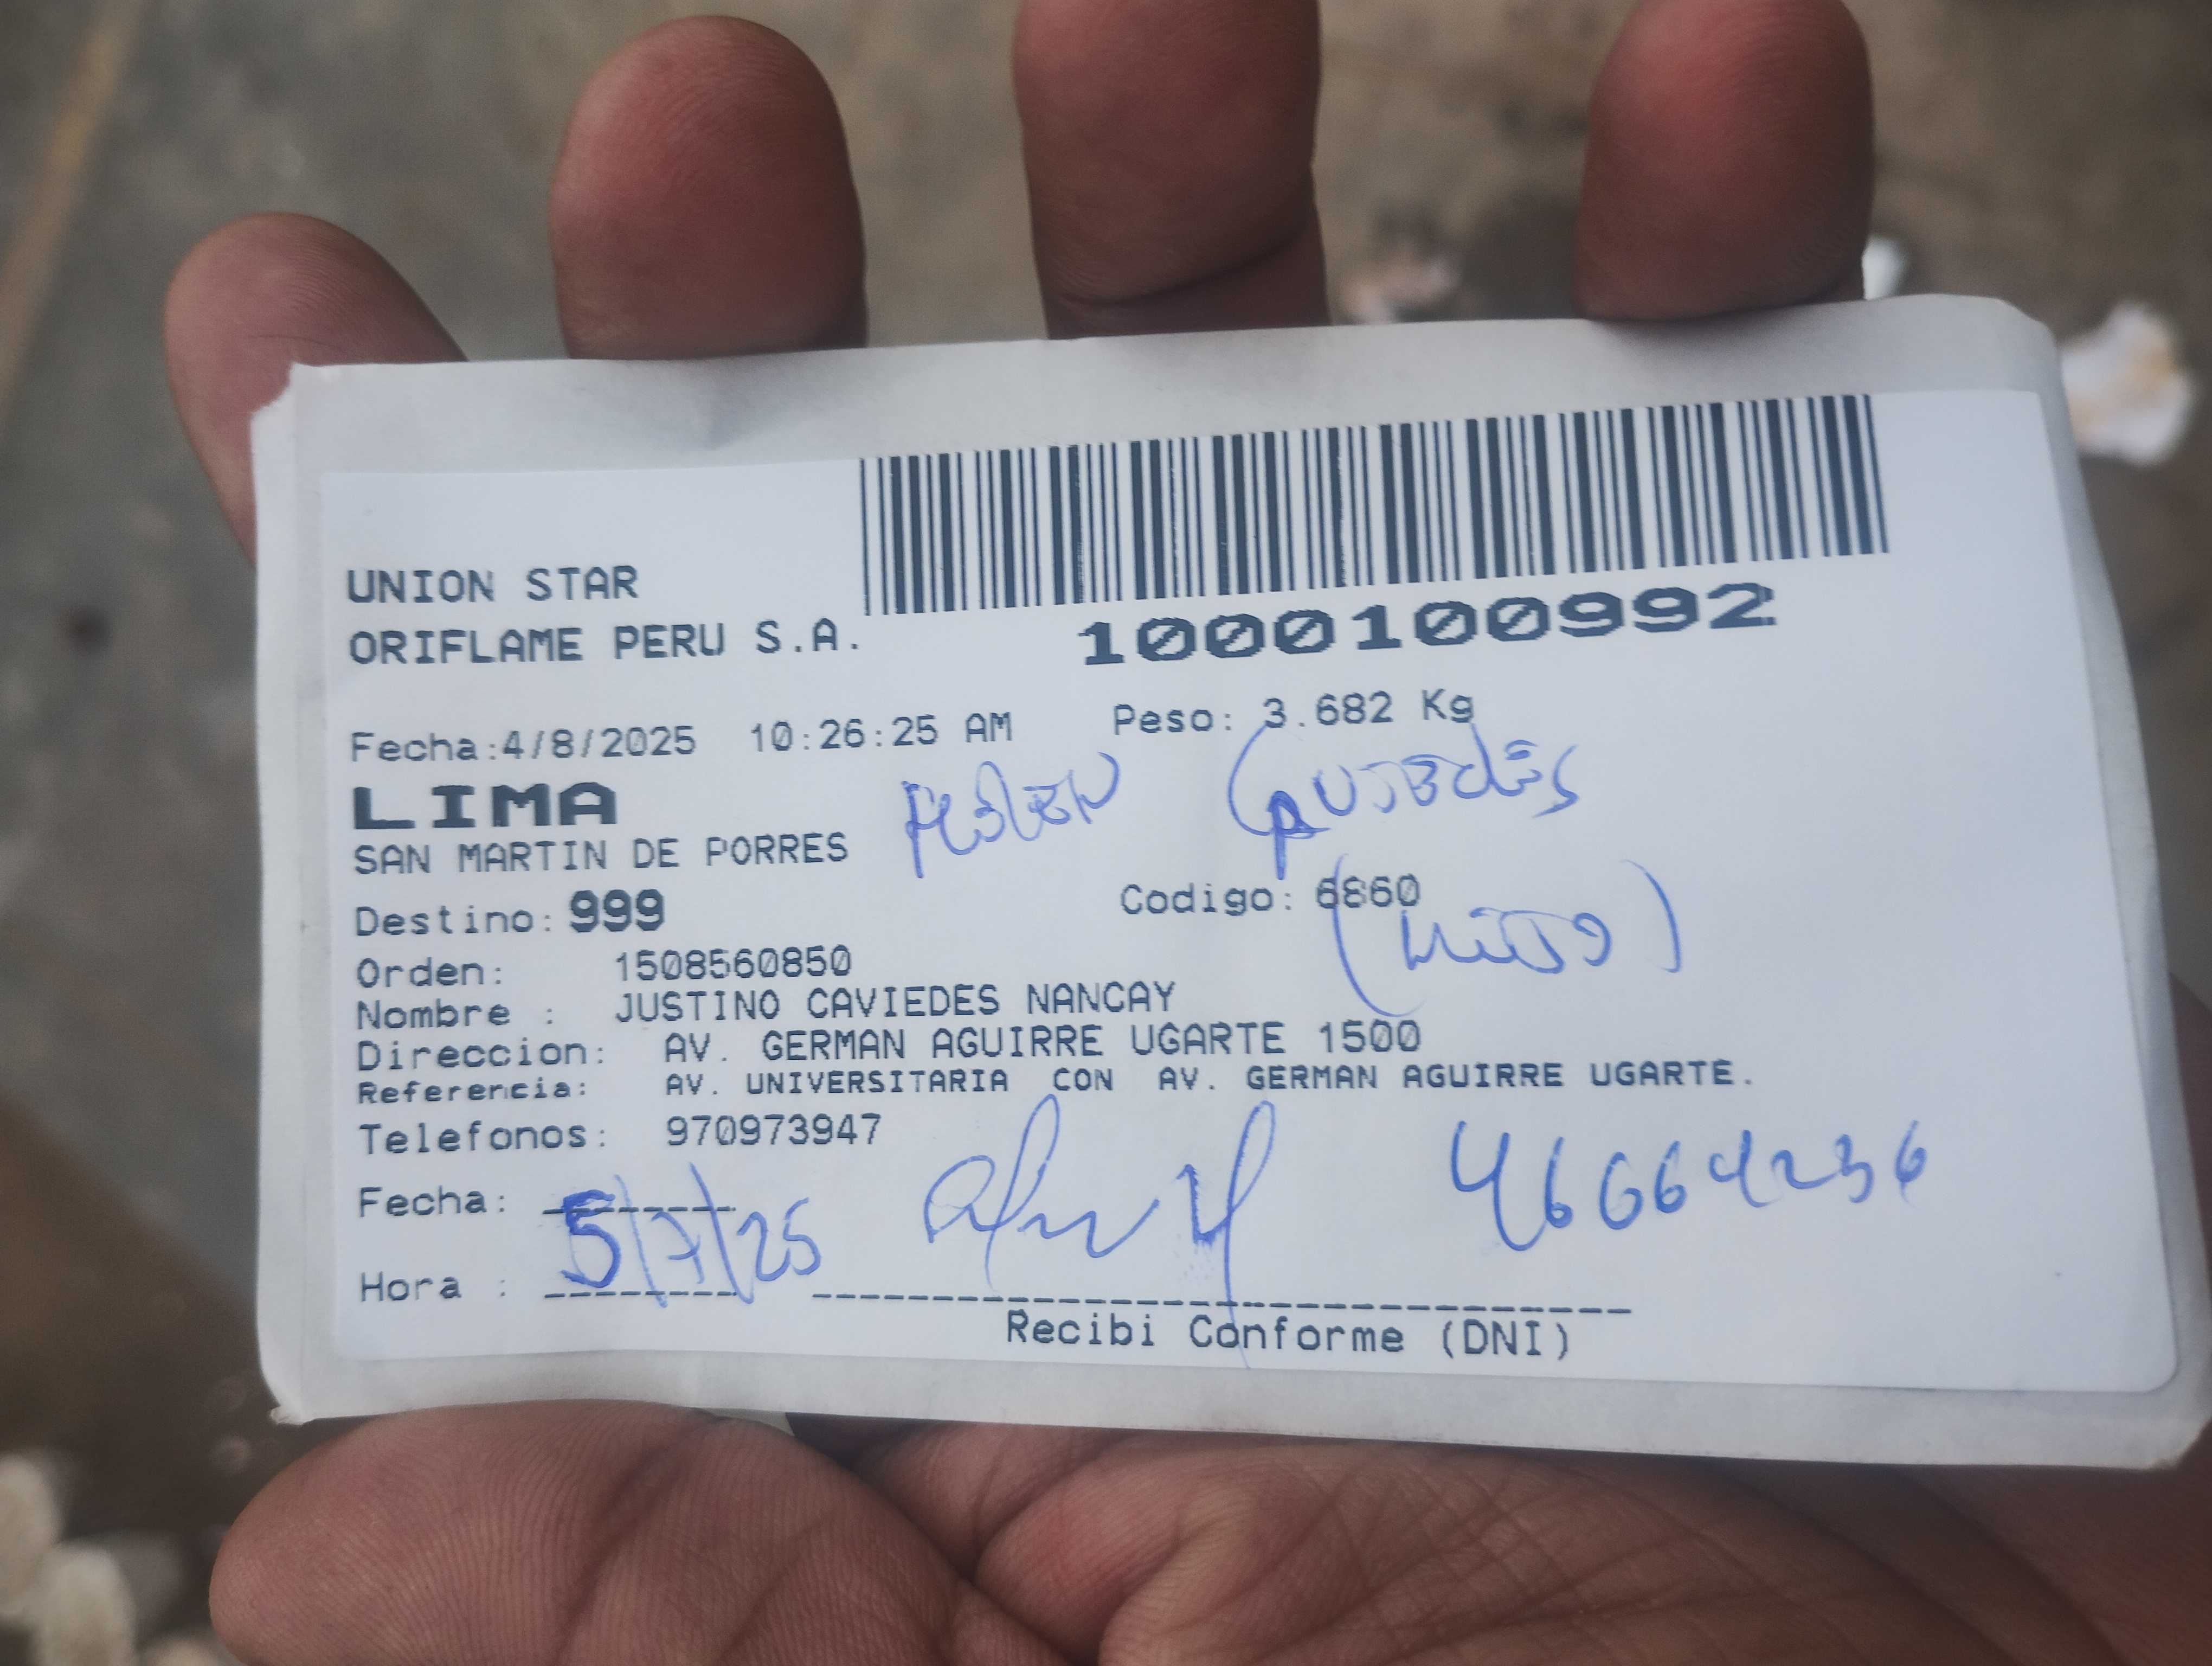 UNION STAR
ORIFLAME PERU S.A.
1000100992
Fecha:4/8/2025 10:26:25 AM Peso: 3.682 Kg
LIMA
SAN MARTIN DE PORRES
Destino: 999 Codigo: 6860
Orden: 1508560850
Nombre : JUSTINO CAVIEDES NANCAY
Direccion: AV. GERMAN AGUIRRE UGARTE 1500
Referencia: AV. UNIVERSITARIA CON AV. GERMAN AGUIRRE UGARTE.
Telefonos: 970973947
46664236
Fecha: 5/7/25
Hora :
Recibi Conforme (DNI)